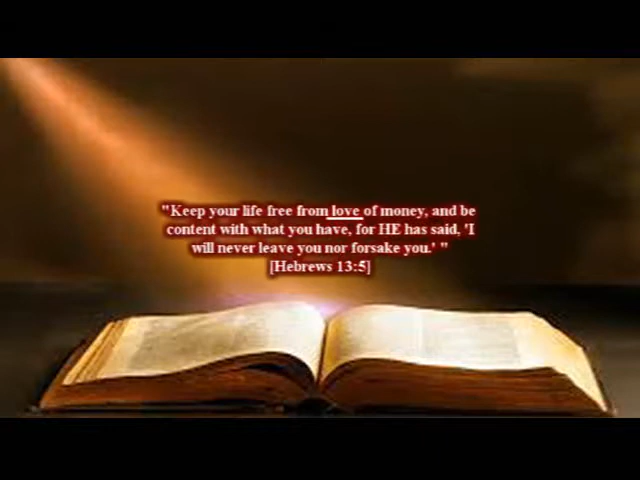 "Keep your life free from love of money, and be
content with what you have, for HE has said, 'I
will never leave you nor forsake you.' "
[Hebrews 13:5]